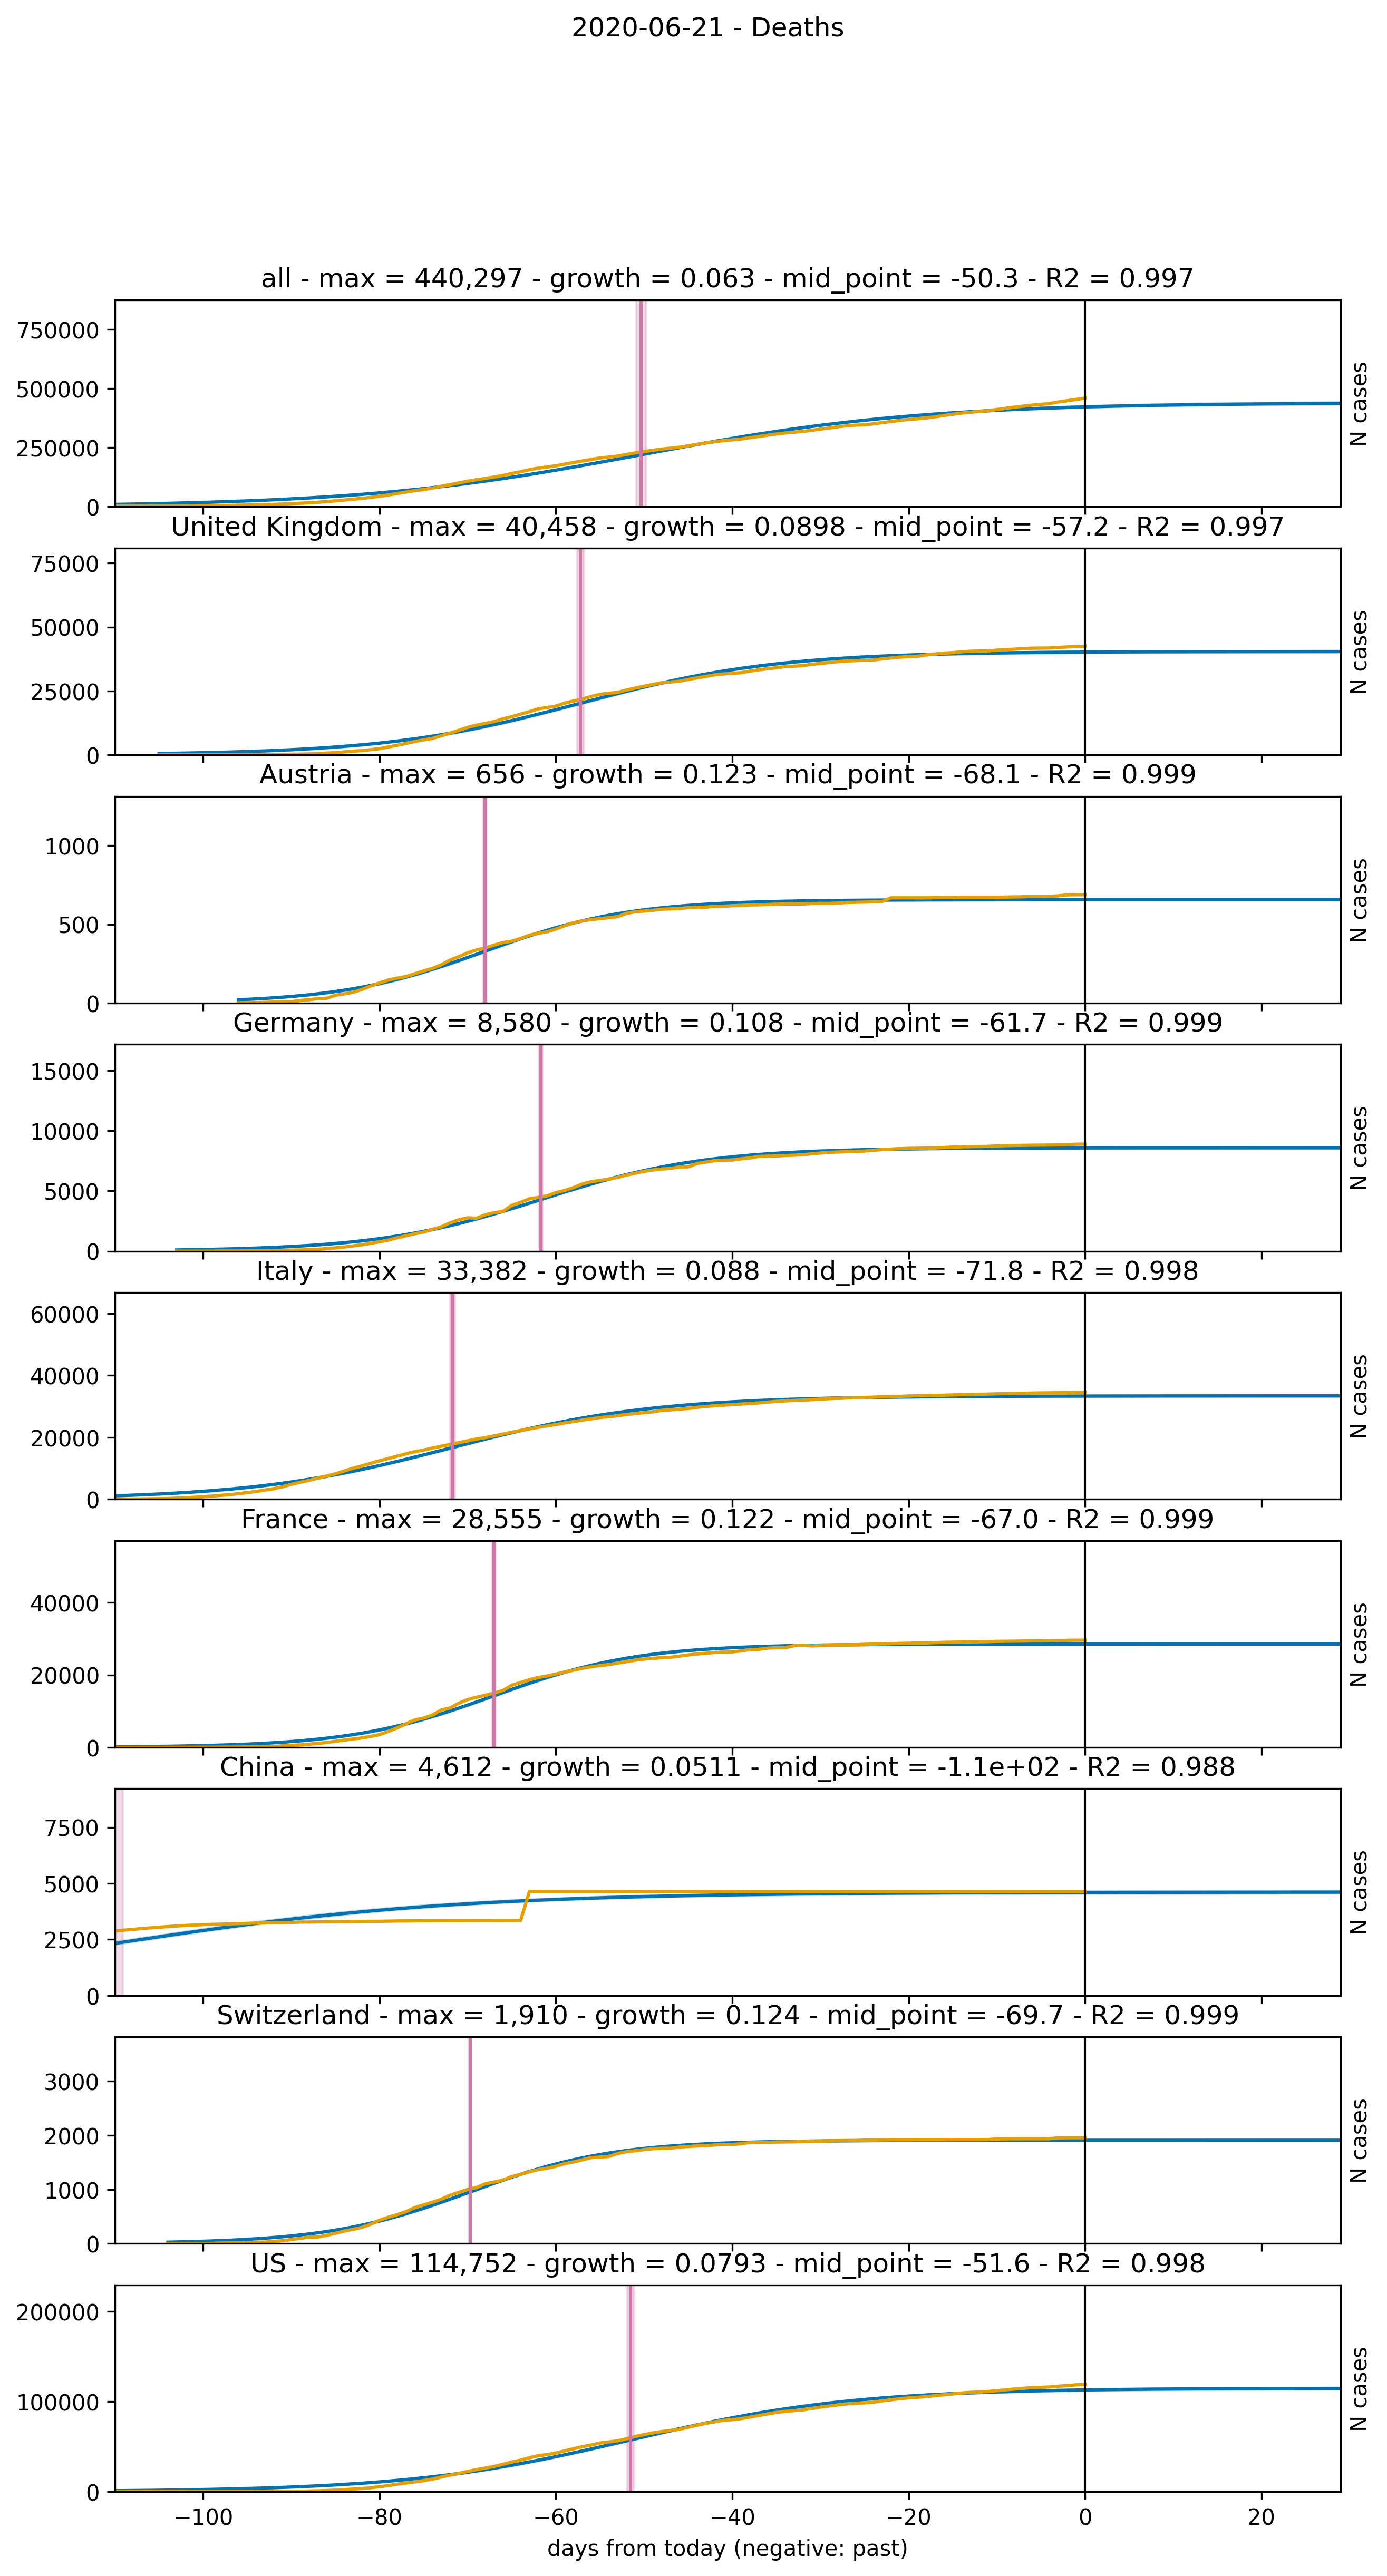 2020-06-21 - Deaths
all - max = 440,297 - growth = 0.063 - mid_point = -50.3 - R2 = 0.997
750000
500000
250000
0
N cases
United Kingdom - max = 40,458 - growth = 0.0898 - mid_point = -57.2 - R2 = 0.997
75000
50000
25000
0
N cases
Austria - max = 656 - growth = 0.123 - mid_point = -68.1 - R2 = 0.999
1000
500
0
N cases
Germany - max = 8,580 - growth = 0.108 - mid_point = -61.7 - R2 = 0.999
15000
10000
5000
0
N cases
Italy - max = 33,382 - growth = 0.088 - mid_point = -71.8 - R2 = 0.998
60000
40000
20000
0
N cases
France - max = 28,555 - growth = 0.122 - mid_point = -67.0 - R2 = 0.999
40000
20000
0
N cases
China - max = 4,612 - growth = 0.0511 - mid_point = -1.1e+02 - R2 = 0.988
7500
5000
2500
0
N cases
Switzerland - max = 1,910 - growth = 0.124 - mid_point = -69.7 - R2 = 0.999
3000
2000
1000
0
N cases
US - max = 114,752 - growth = 0.0793 - mid_point = -51.6 - R2 = 0.998
200000
100000
0
N cases
−100 −80 −60 −40 −20 0 20
days from today (negative: past)